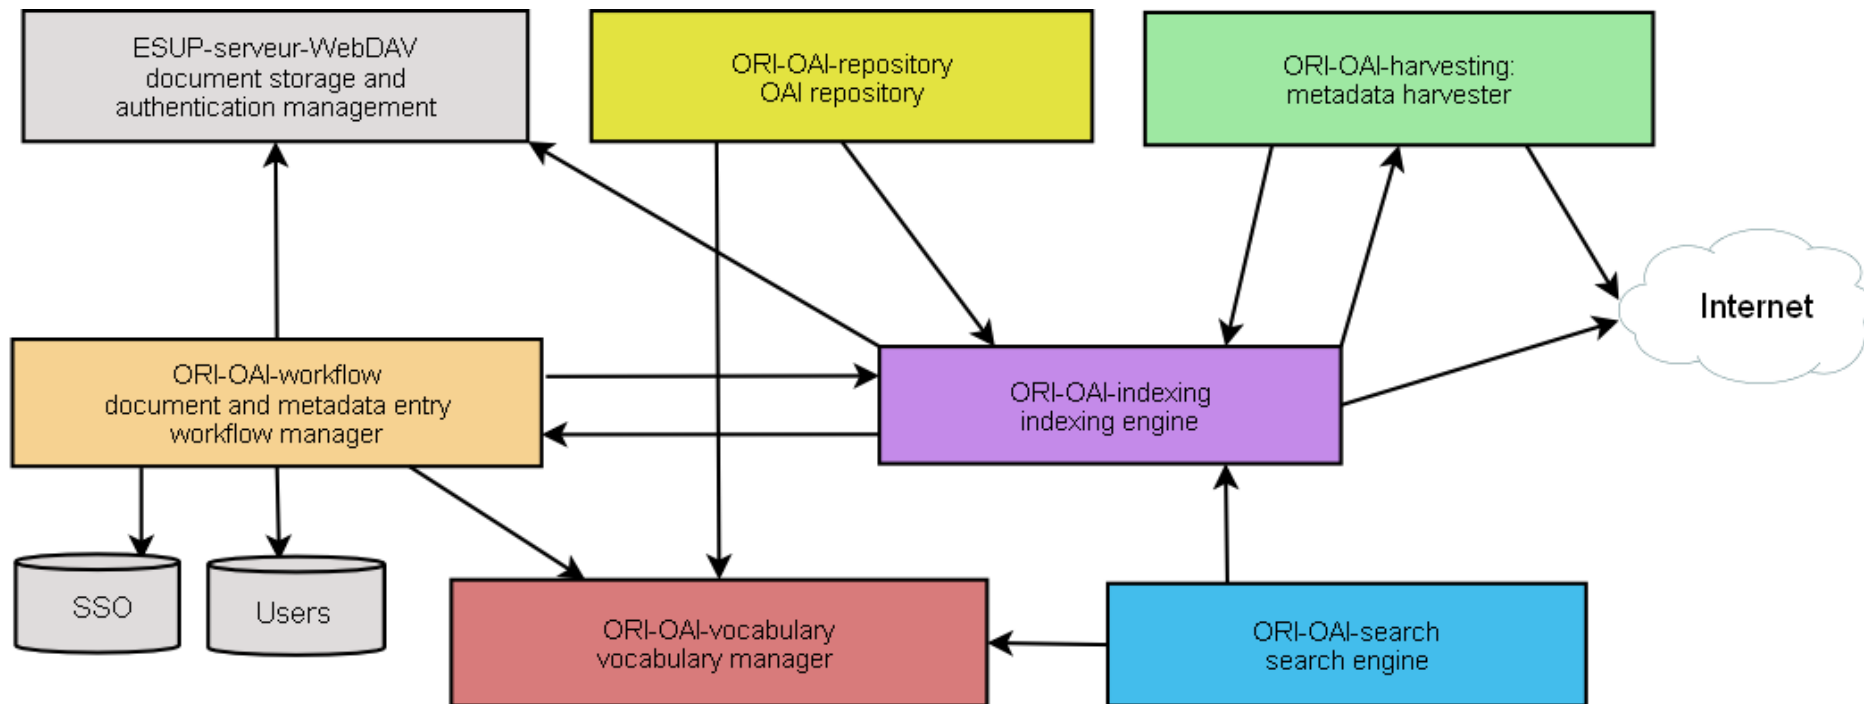 ESUP-serveur-WebDAV
document storage and
authentication management
ORI-OAI-repository
OAI repository
ORI-OAI-harvesting:
metadata harvester
Internet
ORI-OAI-workflow
document and metadata entry
workflow manager
ORI-OAI-indexing
indexing engine
SSO
Users
ORI-OAI-vocabulary
vocabulary manager
ORI-OAI-search
search engine